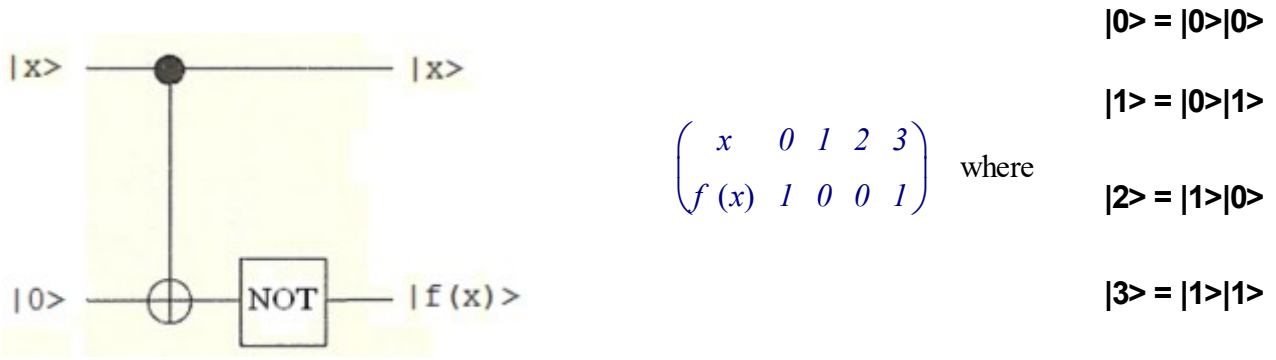 |x>
|x>
|0>
NOT
|f(x)>
x 0 1 2 3
f (x) 1 0 0 1
where
|0> = |0>|0>
|1> = |0>|1>
|2> = |1>|0>
|3> = |1>|1>